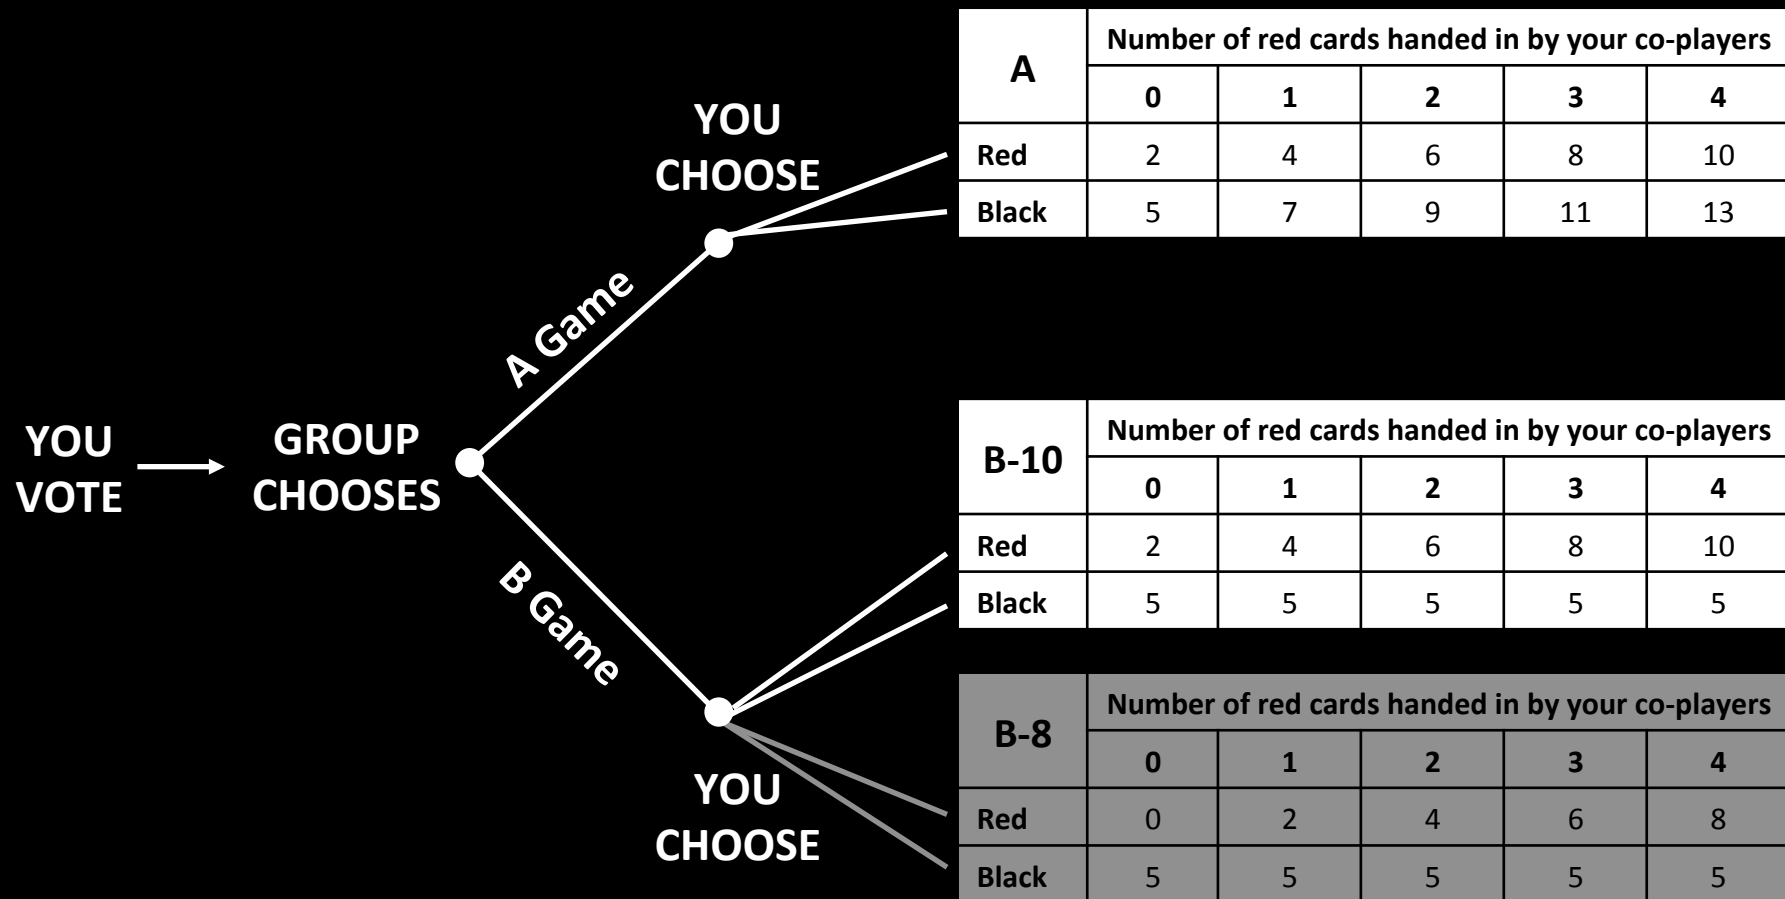 YOU
VOTE
GROUP
CHOOSES
A Game
B Game
YOU
CHOOSE
A
Number of red cards handed in by your co-players
0 1 2 3 4
Red 2 4 6 8 10
Black 5 7 9 11 13
B-10
Number of red cards handed in by your co-players
0 1 2 3 4
Red 2 4 6 8 10
Black 5 5 5 5 5
YOU
CHOOSE
B-8
Number of red cards handed in by your co-players
0 1 2 3 4
Red 0 2 4 6 8
Black 5 5 5 5 5